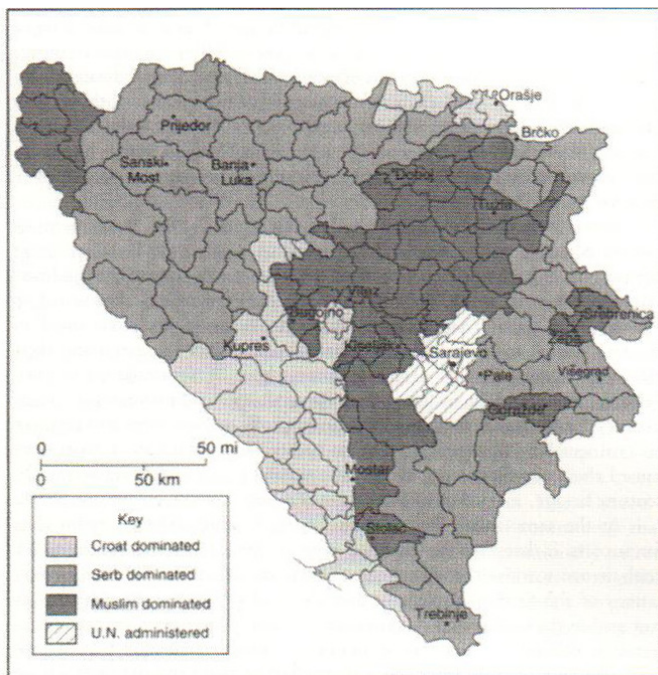 Orašje
Brčko
Prijedor
Sanski
Most
Banja
Luka
Doboj
Tuzla
Vitez
Bugojno
Srebrenica
Žepa
Kupres
Kiseljak
Sarajevo
Pale
Višegrad
Goražde
0 50 mi
0 50 km
Mostar
Stolac
Trebinje
Key
Croat dominated
Serb dominated
Muslim dominated
U.N. administered